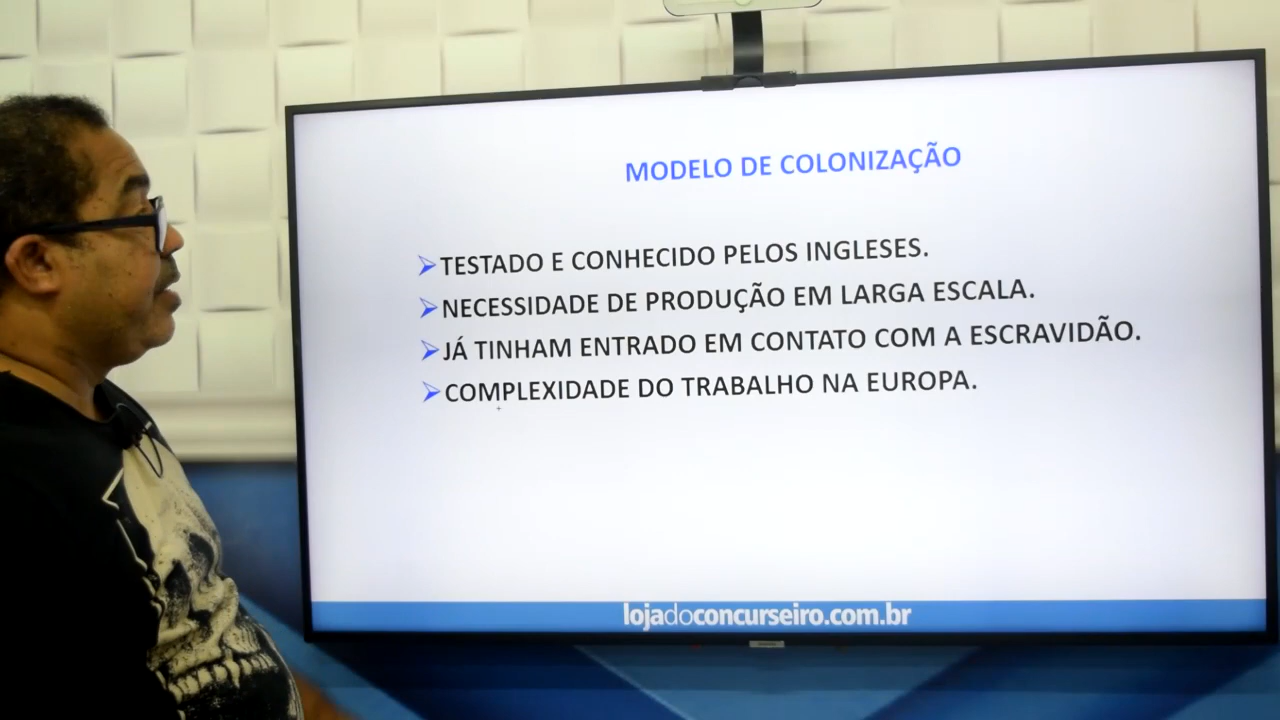 MODELO DE COLONIZAÇÃO
TESTADO E CONHECIDO PELOS INGLESES.
NECESSIDADE DE PRODUÇÃO EM LARGA ESCALA.
JÁ TINHAM ENTRADO EM CONTATO COM A ESCRAVIDÃO.
COMPLEXIDADE DO TRABALHO NA EUROPA.
lojadoconcurseiro.com.br